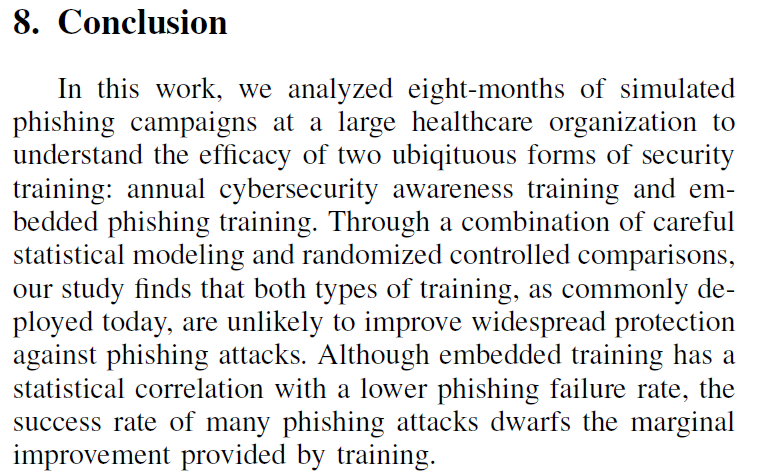 8. Conclusion
In this work, we analyzed eight-months of simulated
phishing campaigns at a large healthcare organization to
understand the efficacy of two ubiqituous forms of security
training: annual cybersecurity awareness training and em-
bedded phishing training. Through a combination of careful
statistical modeling and randomized controlled comparisons,
our study finds that both types of training, as commonly de-
ployed today, are unlikely to improve widespread protection
against phishing attacks. Although embedded training has a
statistical correlation with a lower phishing failure rate, the
success rate of many phishing attacks dwarfs the marginal
improvement provided by training.